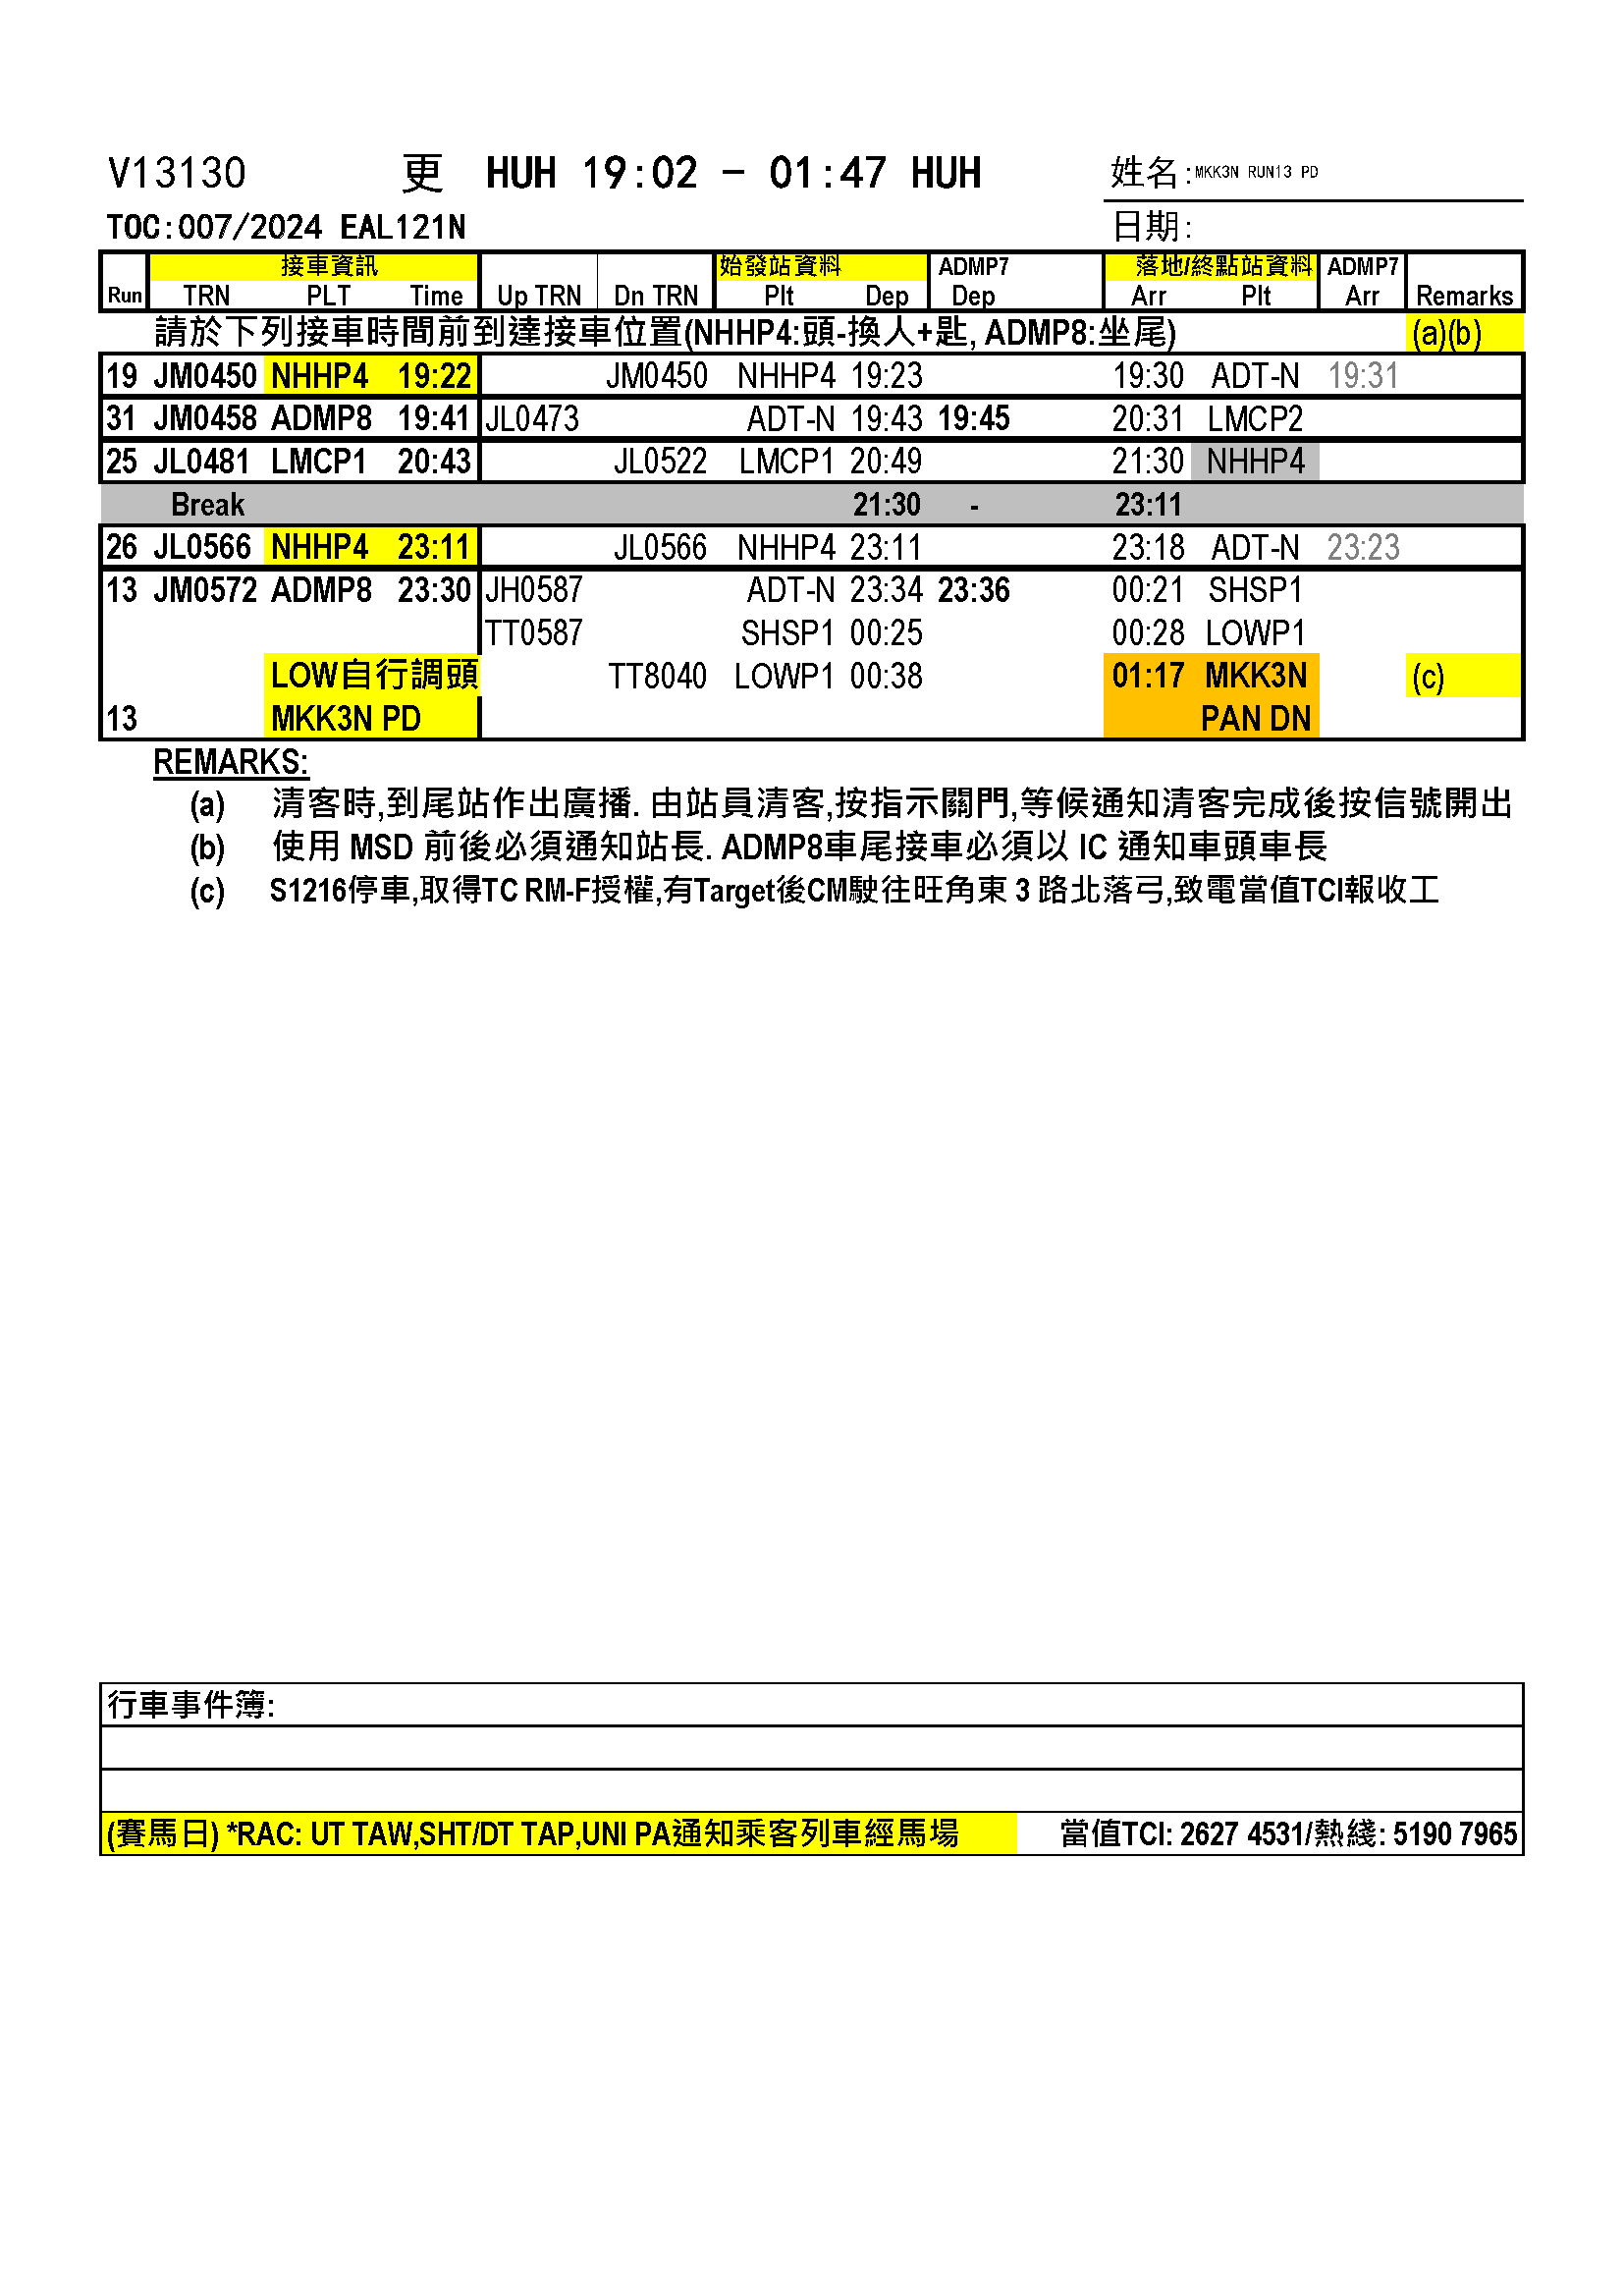 V13130 更 HUH 19:02 - 01:47 HUH 姓名:MKK3N RUN13 PD
TOC:007/2024 EAL121N 日期:
接車資訊 始發站資料 ADMP7 落地/終點站資料 ADMP7
Run TRN PLT Time Up TRN Dn TRN Plt Dep Dep Arr Plt Arr Remarks
請於下列接車時間前到達接車位置(NHHP4:頭-換人+匙, ADMP8:坐尾) (a)(b)
19 JM0450 NHHP4 19:22 JM0450 NHHP4 19:23 19:30 ADT-N 19:31
31 JM0458 ADMP8 19:41 JL0473 ADT-N 19:43 19:45 20:31 LMCP2
25 JL0481 LMCP1 20:43 JL0522 LMCP1 20:49 21:30 NHHP4
Break 21:30 - 23:11
26 JL0566 NHHP4 23:11 JL0566 NHHP4 23:11 23:18 ADT-N 23:23
13 JM0572 ADMP8 23:30 JH0587 ADT-N 23:34 23:36 00:21 SHSP1
TT0587 SHSP1 00:25 00:28 LOWP1
LOW自行調頭 TT8040 LOWP1 00:38 01:17 MKK3N (c)
13 MKK3N PD PAN DN
REMARKS:
(a) 清客時,到尾站作出廣播. 由站員清客,按指示關門,等候通知清客完成後按信號開出
(b) 使用 MSD 前後必須通知站長. ADMP8車尾接車必須以 IC 通知車頭車長
(c) S1216停車,取得TC RM-F授權,有Target後CM駛往旺角東 3 路北落弓,致電當值TCI報收工
行車事件簿:
(賽馬日) *RAC: UT TAW,SHT/DT TAP,UNI PA通知乘客列車經馬場 當值TCI: 2627 4531/熱綫: 5190 7965